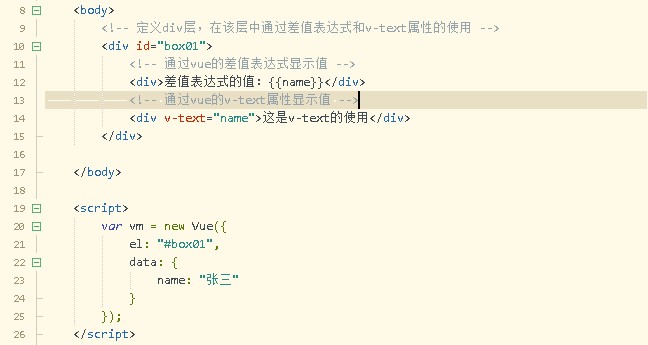 8 <body>
9 <!-- 定义div层，在该层中通过差值表达式和v-text属性的使用 -->
10 <div id="box01">
11 <!-- 通过vue的差值表达式显示值 -->
12 <div>差值表达式的值：{{name}}</div>
13 <!-- 通过vue的v-text属性显示值 -->
14 <div v-text="name">这是v-text的使用</div>
15 </div>
16
17 </body>
18
19 <script>
20 var vm = new Vue({
21 el: "#box01",
22 data: {
23 name: "张三"
24 }
25 });
26 </script>